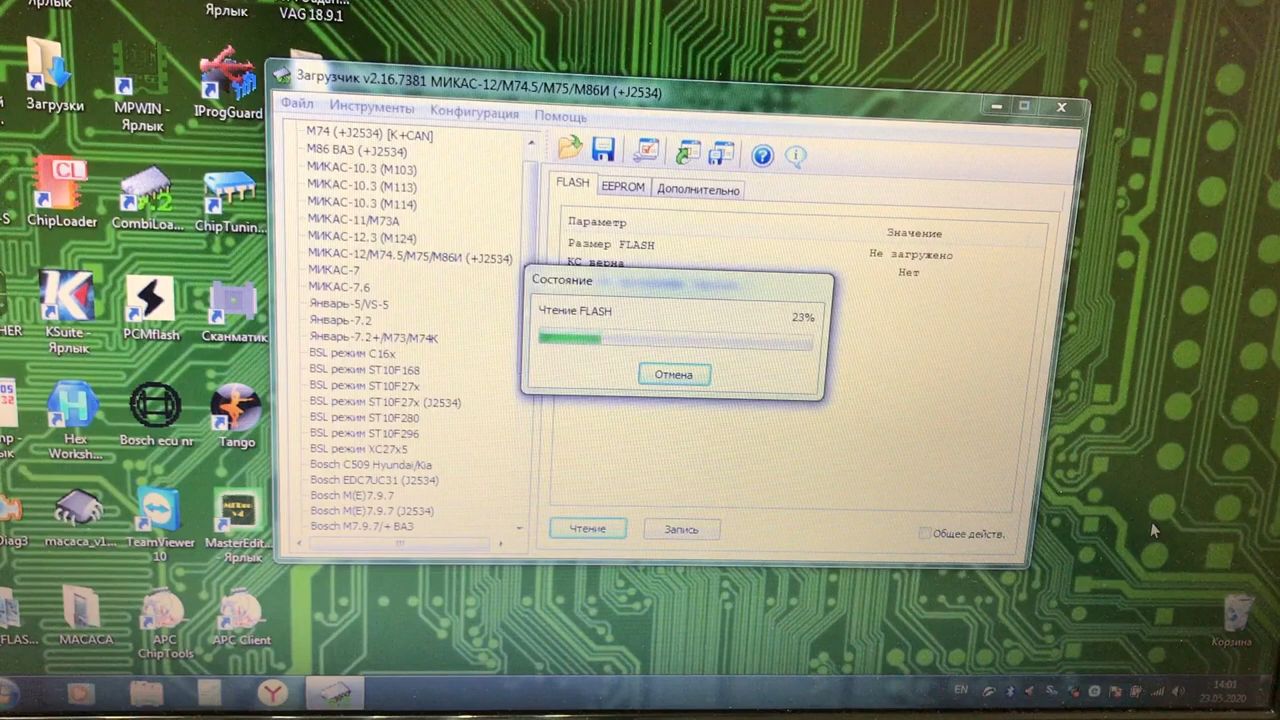 Ярлык
Ярлык
VAG 18.9.1
Загрузки
MPWIN -
Ярлык
IProgGuard
ChipLoader
CombiLoa...
ChipTunin...
KSuite -
Ярлык
PCMflash
Сканматик
Hex
Worksh...
Bosch ecu nr
Tango
macaca_v1...
TeamViewer
10
MasterEdit...
- Ярлык
MACACA
APC
ChipTools
APC Client
Загрузчик v2.16.7381 МИКАС-12/M74.5/M75/М86И (+J2534)
Файл Инструменты Конфигурация Помощь
M74 (+J2534) [K+CAN]
M86 ВАЗ (+J2534)
МИКАС-10.3 (M103)
МИКАС-10.3 (M113)
МИКАС-10.3 (M114)
МИКАС-11/M73A
МИКАС-12.3 (M124)
МИКАС-12/M74.5/M75/М86И (+J2534)
МИКАС-7
МИКАС-7.6
Январь-5/VS-5
Январь-7.2
Январь-7.2+/M73/M74K
BSL режим C16x
BSL режим ST10F168
BSL режим ST10F27x
BSL режим ST10F27x (J2534)
BSL режим ST10F280
BSL режим ST10F296
BSL режим XC27x5
Bosch C509 Hyundai/Kia
Bosch EDC7UC31 (J2534)
Bosch M(E)7.9.7
Bosch M(E)7.9.7 (J2534)
Bosch M7.9.7/+ ВАЗ
FLASH EEPROM Дополнительно
Параметр Значение
Размер FLASH Не загружено
КС верна Нет
Состояние
Чтение FLASH 23%
Отмена
Чтение Запись Общее действ.
Корзина
EN 14:01
23.05.2020